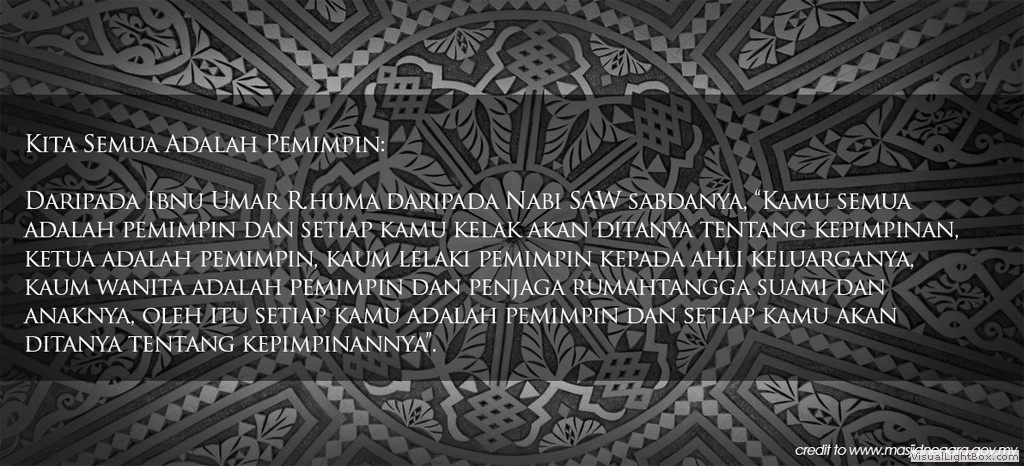 Kita Semua Adalah Pemimpin:
Daripada Ibnu Umar R.huma daripada Nabi SAW sabdanya, “Kamu semua
adalah pemimpin dan setiap kamu kelak akan ditanya tentang kepimpinan,
ketua adalah pemimpin, kaum lelaki pemimpin kepada ahli keluarganya,
kaum wanita adalah pemimpin dan penjaga rumahtangga suami dan
anaknya, oleh itu setiap kamu adalah pemimpin dan setiap kamu akan
ditanya tentang kepimpinannya”.
credit to www.masjidnegara.gov.my
VisualLightBox.com